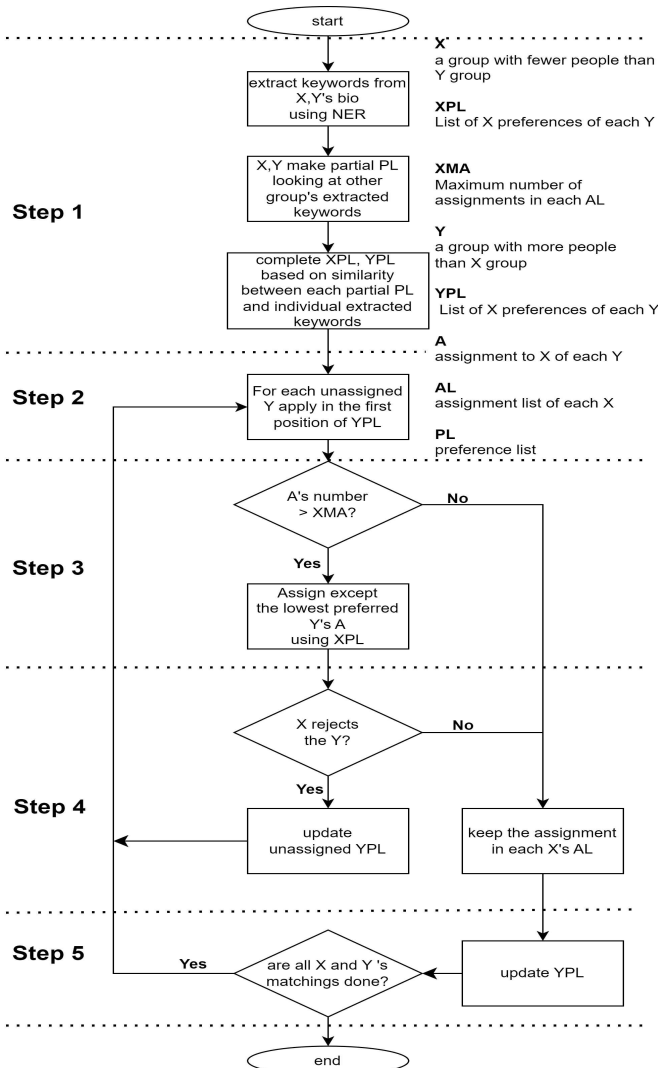 start
X
a group with fewer people than
Y group
extract keywords from
X,Y's bio
using NER
XPL
List of X preferences of each Y
Step 1
X,Y make partial PL
looking at other
group's extracted
keywords
XMA
Maximum number of
assignments in each AL
Y
a group with more people
than X group
complete XPL, YPL
based on similarity
between each partial PL
and individual extracted
keywords
YPL
List of X preferences of each Y
A
assignment to X of each Y
Step 2
For each unassigned
Y apply in the first
position of YPL
AL
assignment list of each X
PL
preference list
Step 3
A's number
> XMA?
No
Yes
Assign except
the lowest preferred
Y's A
using XPL
Step 4
X rejects
the Y?
No
Yes
update
unassigned YPL
keep the assignment
in each X's AL
Step 5
Yes
are all X and Y 's
matchings done?
update YPL
end